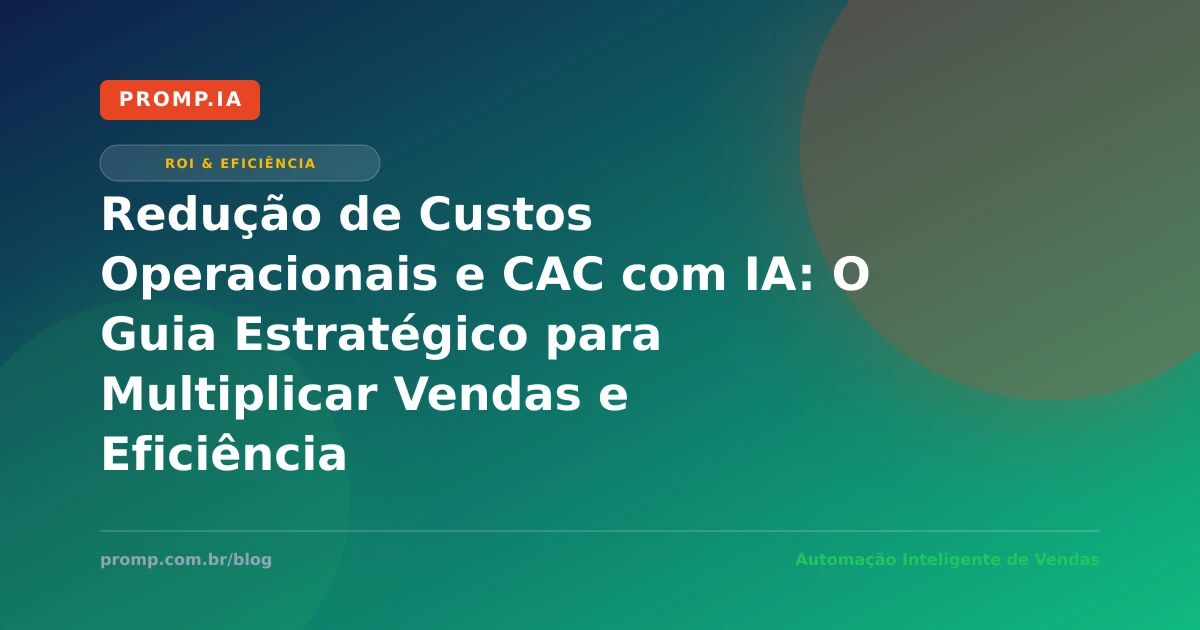 PROMP.IA
ROI & EFICIÊNCIA
Redução de Custos
Operacionais e CAC com IA: O
Guia Estratégico para
Multiplicar Vendas e
Eficiência
promp.com.br/blog
Automação Inteligente de Vendas